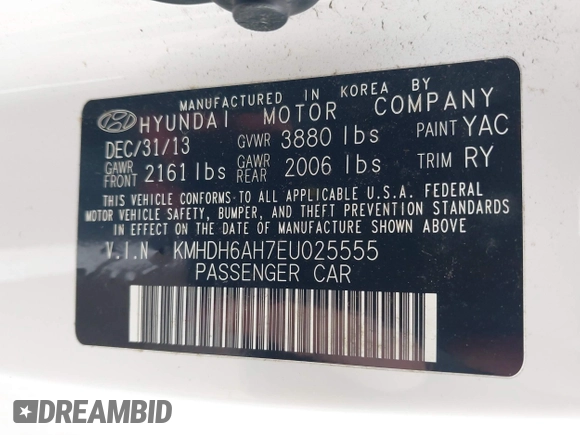 MANUFACTURED IN KOREA BY
HYUNDAI MOTOR COMPANY
DEC/31/13 GVWR 3880 lbs PAINT YAC
GAWR FRONT 2161 lbs GAWR REAR 2006 lbs TRIM RY
THIS VEHICLE CONFORMS TO ALL APPLICABLE U.S.A. FEDERAL
MOTOR VEHICLE SAFETY, BUMPER, AND THEFT PREVENTION STANDARDS
IN EFFECT ON THE DATE OF MANUFACTURE SHOWN ABOVE.
V.I.N KMHDH6AH7EU025555
PASSENGER CAR
DREAMBID